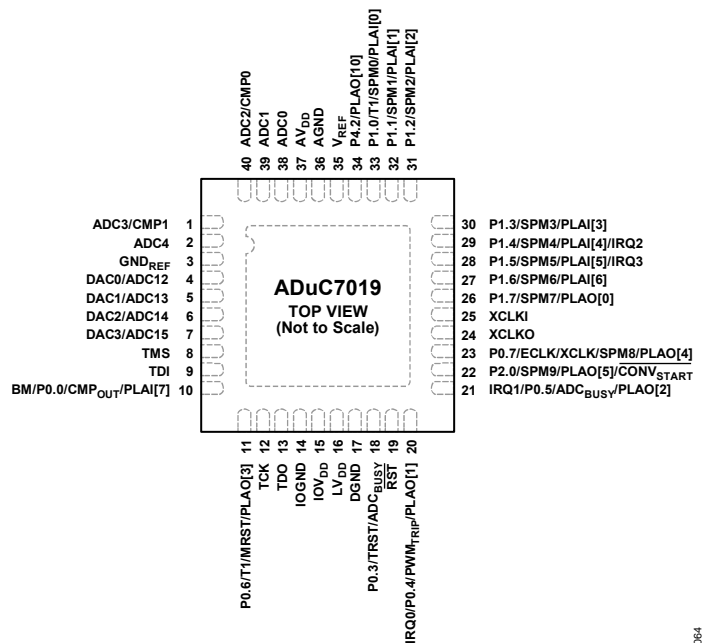 40 ADC2/CMP0
39 ADC1
38 ADC0
37 AVDD
36 AGND
35 VREF
34 P4.2/PLAO[10]
33 P1.0/T1/SPM0/PLAI[0]
32 P1.1/SPM1/PLAI[1]
31 P1.2/SPM2/PLAI[2]
ADC3/CMP1 1
ADC4 2
GNDREF 3
DAC0/ADC12 4
DAC1/ADC13 5
DAC2/ADC14 6
DAC3/ADC15 7
TMS 8
TDI 9
BM/P0.0/CMPOUT/PLAI[7] 10
ADuC7019
TOP VIEW
(Not to Scale)
30 P1.3/SPM3/PLAI[3]
29 P1.4/SPM4/PLAI[4]/IRQ2
28 P1.5/SPM5/PLAI[5]/IRQ3
27 P1.6/SPM6/PLAI[6]
26 P1.7/SPM7/PLAO[0]
25 XCLKI
24 XCLKO
23 P0.7/ECLK/XCLK/SPM8/PLAO[4]
22 P2.0/SPM9/PLAO[5]/CONVSTART
21 IRQ1/P0.5/ADCBUSY/PLAO[2]
P0.6/T1/MRST/PLAO[3] 11
TCK 12
TDO 13
IOGND 14
IOVDD 15
LVDD 16
DGND 17
P0.3/TRST/ADCBUSY 18
RST 19
IRQ0/P0.4/PWMTRIP/PLAO[1] 20
064